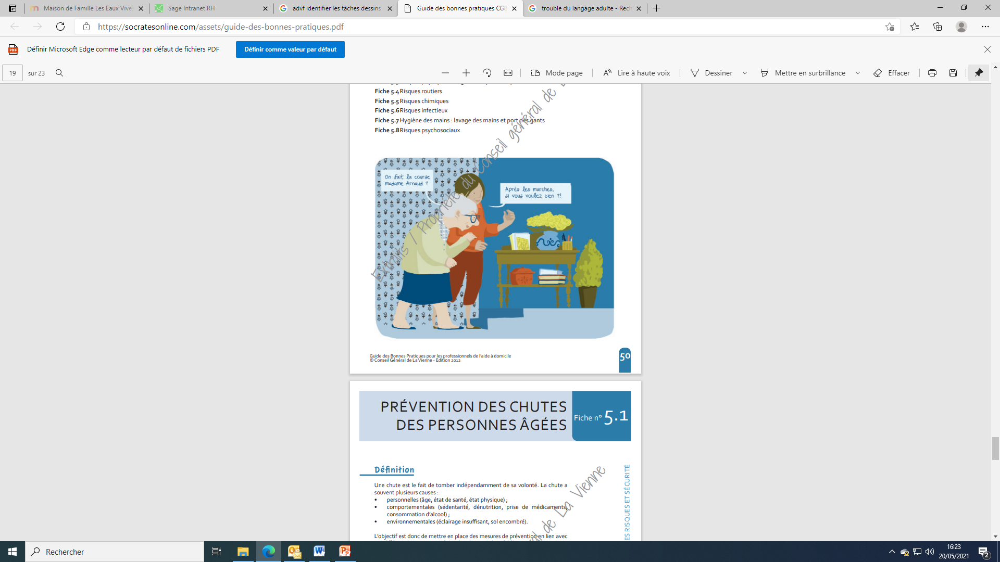 Maison de Famille Les Eaux Vives
Sage Intranet RH
advf identifier les tâches dessins
Guide des bonnes pratiques CG8
trouble du langage adulte - Rech
https://socratesonline.com/assets/guide-des-bonnes-pratiques.pdf
PDF
Définir Microsoft Edge comme lecteur par défaut de fichiers PDF
Définir comme valeur par défaut
19
sur 23
Mode page
Lire à haute voix
Dessiner
Mettre en surbrillance
Effacer
Fiche 5.4 Risques routiers
Fiche 5.5 Risques chimiques
Fiche 5.6 Risques infectieux
Fiche 5.7 Hygiène des mains : lavage des mains et port des gants
Fiche 5.8 Risques psychosociaux
Extraits / Propriété du Conseil général de
On fait la course
madame Arnaud ?
Après les marches,
si vous voulez bien ?!
Guide des Bonnes Pratiques pour les professionnels de l'aide à domicile
© Conseil Général de La Vienne - Edition 2012
50
PRÉVENTION DES CHUTES
DES PERSONNES ÂGÉES
Fiche n° 5.1
Définition
Une chute est le fait de tomber indépendamment de sa volonté. La chute a
souvent plusieurs causes :
• personnelles (âge, état de santé, état physique) ;
• comportementales (sédentarité, dénutrition, prise de médicaments,
consommation d'alcool) ;
• environnementales (éclairage insuffisant, sol encombré).
L'objectif est donc de mettre en place des mesures de prévention en lien avec
de La Vienne
ES RISQUES ET SÉCURITÉ
Rechercher
16:23
20/05/2021
2